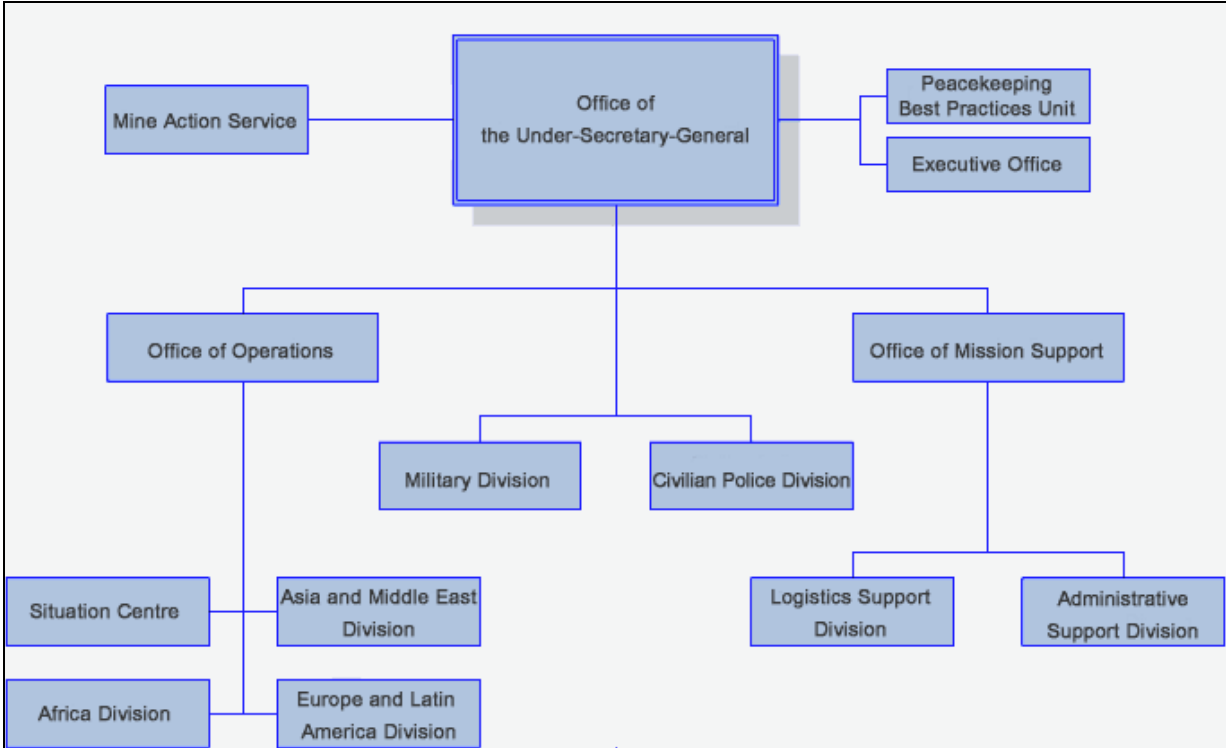 Office of
the Under-Secretary-General
Mine Action Service
Peacekeeping
Best Practices Unit
Executive Office
Office of Operations
Office of Mission Support
Military Division
Civilian Police Division
Situation Centre
Asia and Middle East
Division
Logistics Support
Division
Administrative
Support Division
Africa Division
Europe and Latin
America Division